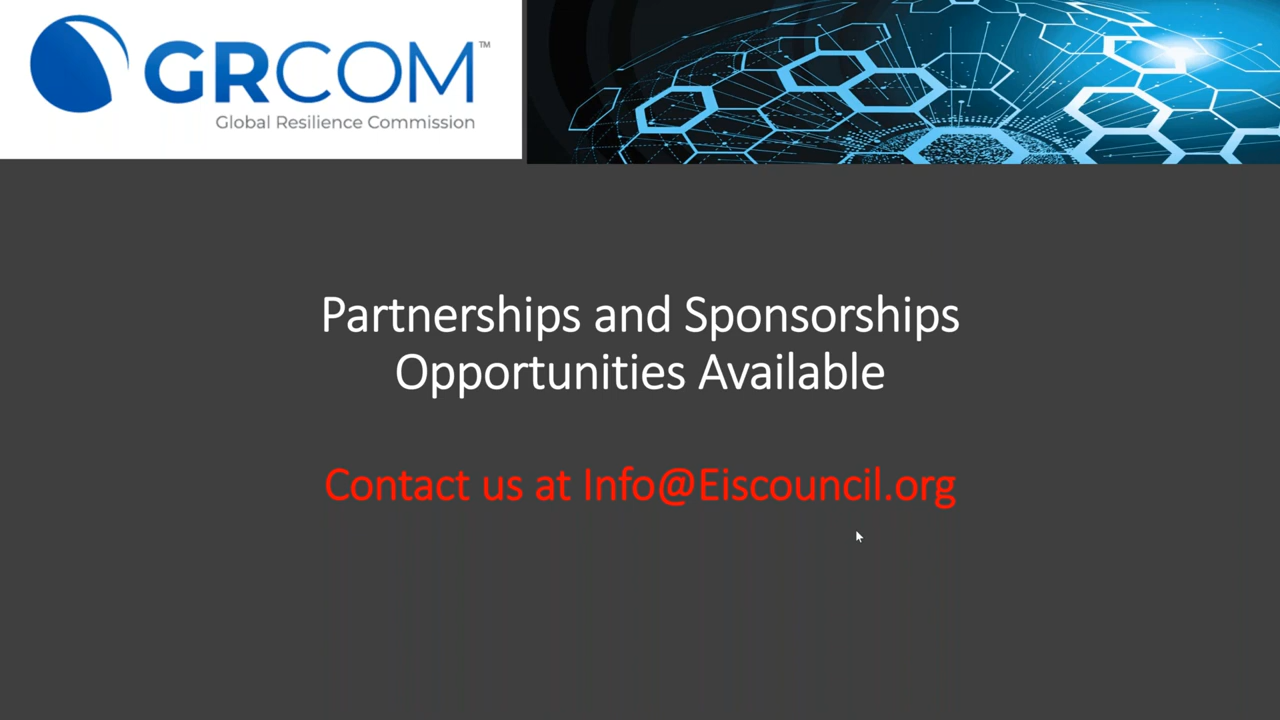 GRCOM™
Global Resilience Commission
Partnerships and Sponsorships
Opportunities Available
Contact us at Info@Eiscouncil.org